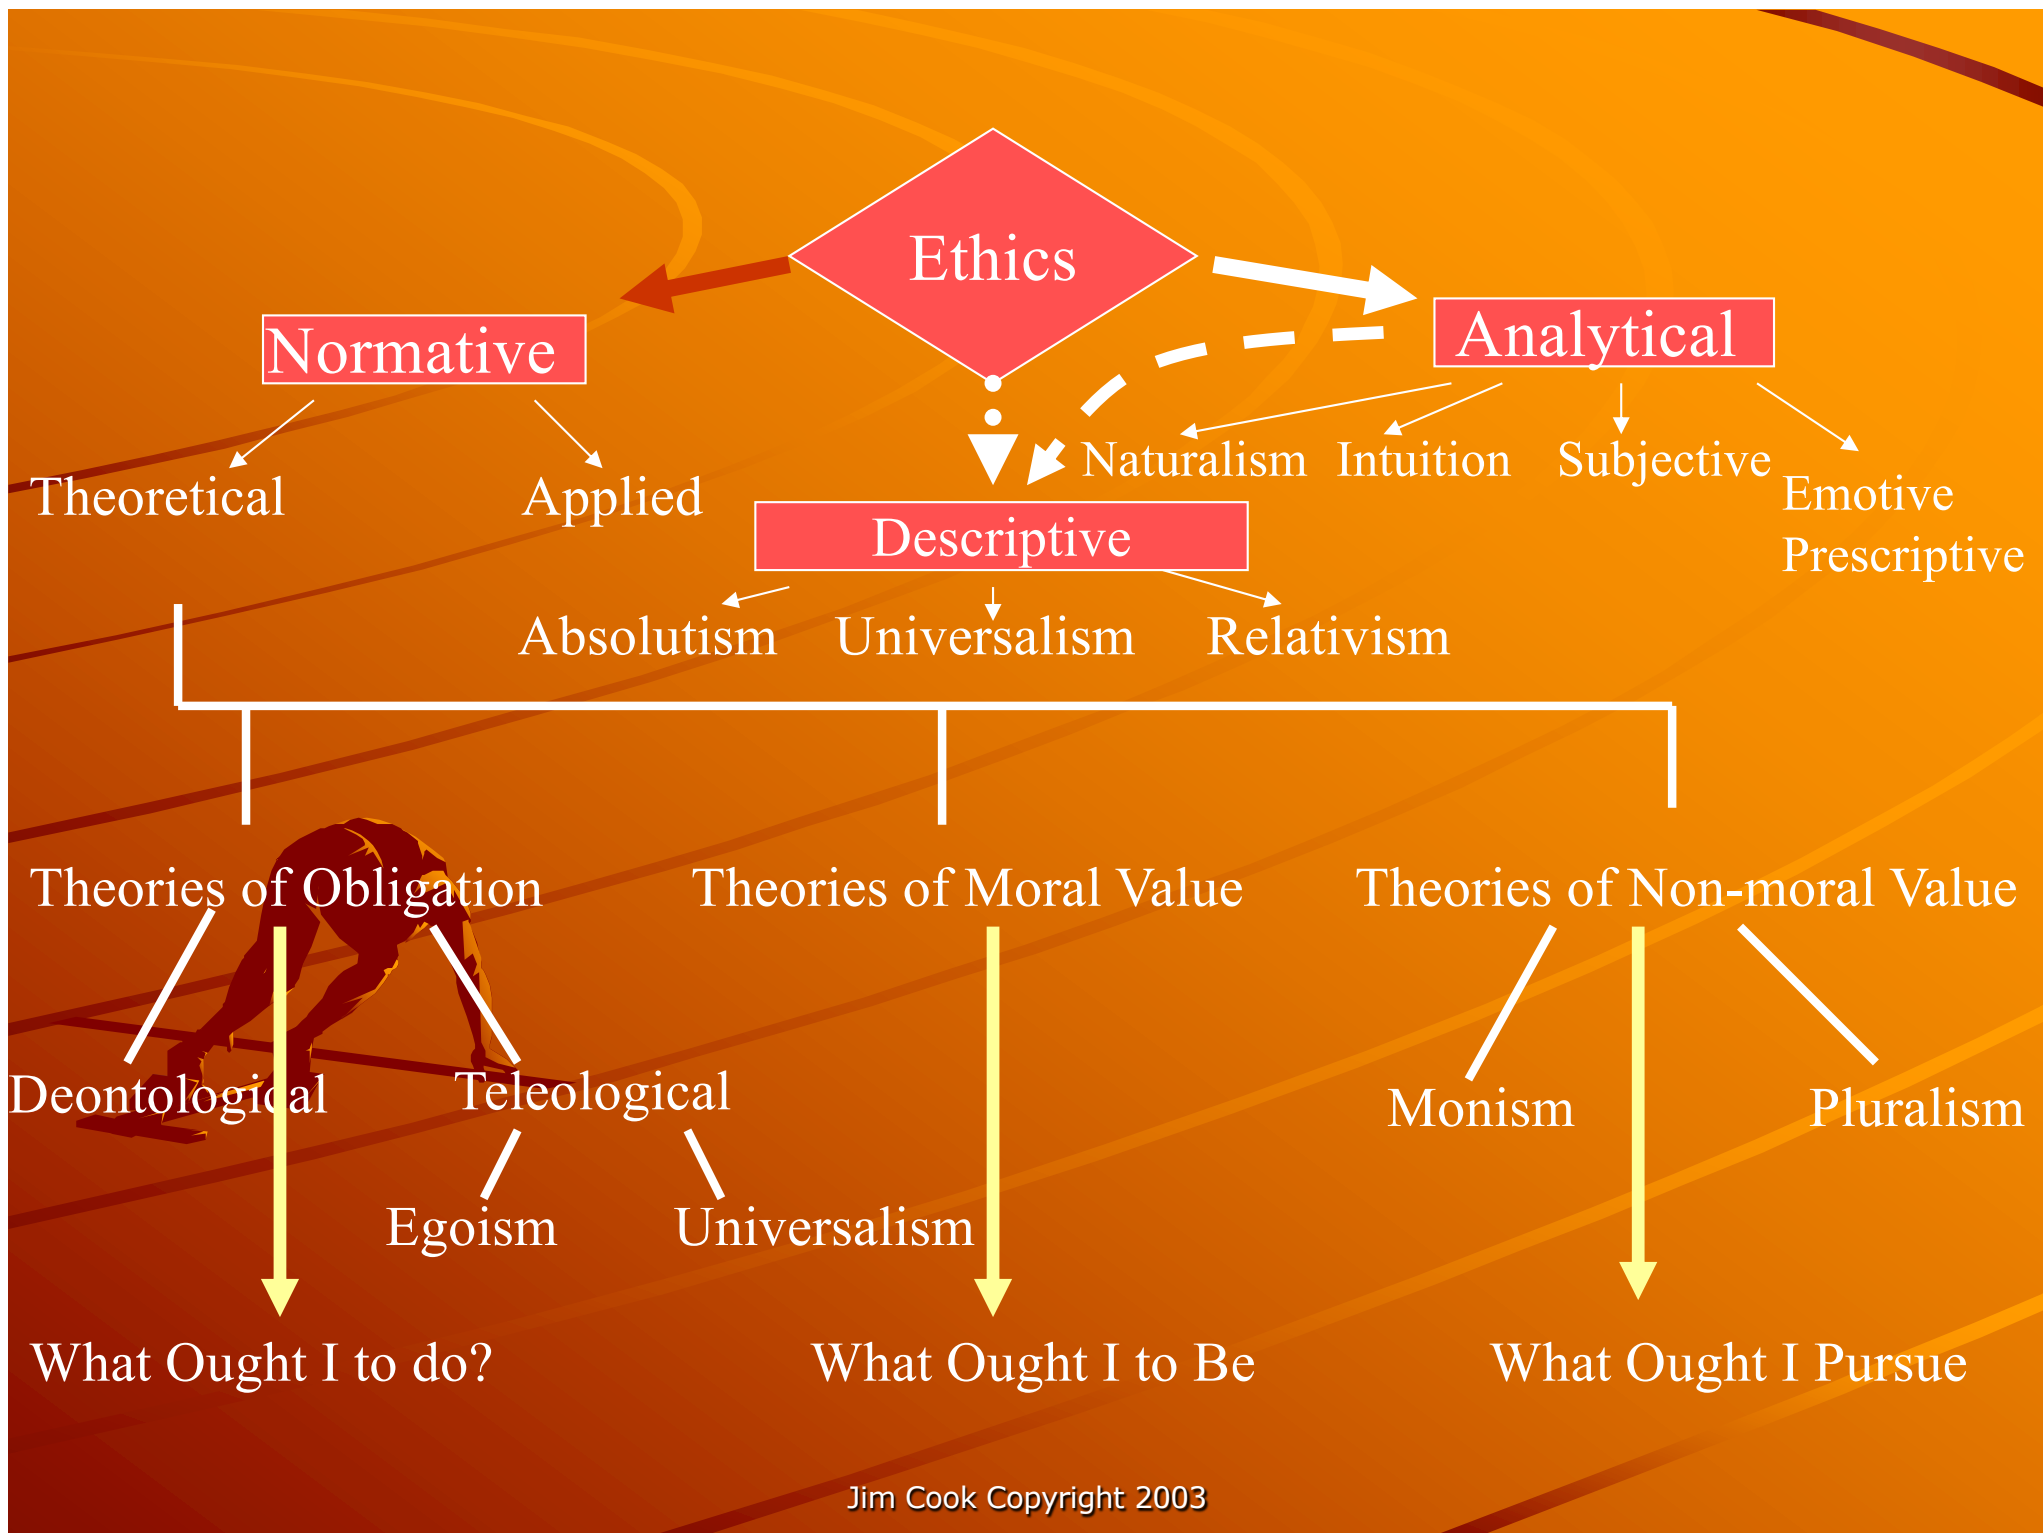 Ethics
Normative
Analytical
Theoretical
Applied
Naturalism
Intuition
Subjective
Emotive
Prescriptive
Descriptive
Absolutism
Universalism
Relativism
Theories of Obligation
Theories of Moral Value
Theories of Non-moral Value
Deontological
Teleological
Monism
Pluralism
Egoism
Universalism
What Ought I to do?
What Ought I to Be
What Ought I Pursue
Jim Cook Copyright 2003